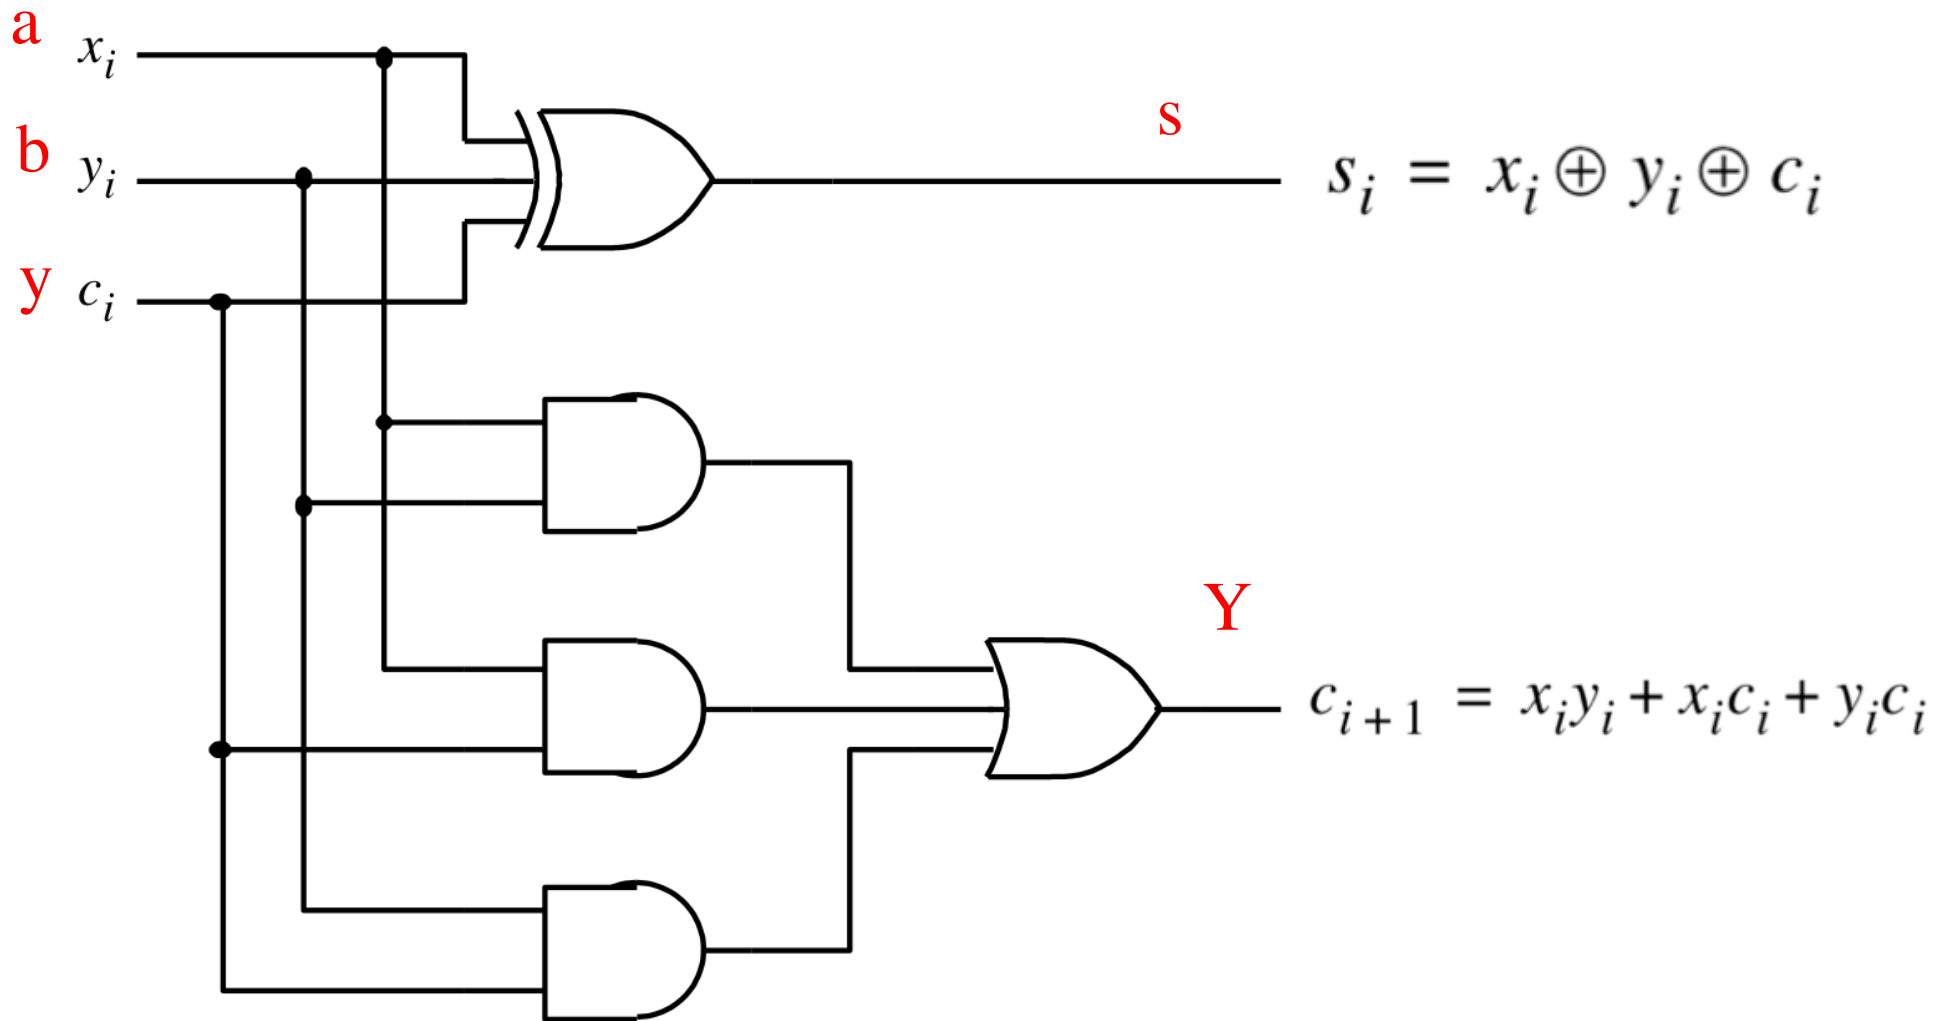 a
x_i
b
y_i
y
c_i
s
s_i = x_i ⊕ y_i ⊕ c_i
Y
c_{i+1} = x_i y_i + x_i c_i + y_i c_i